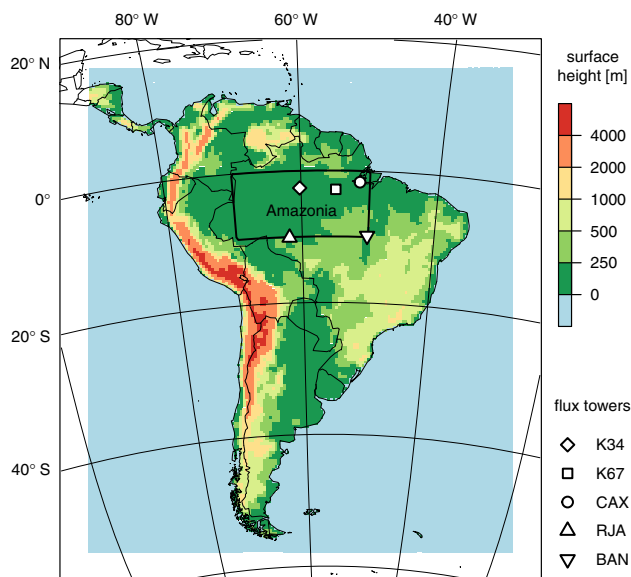 80° W
60° W
40° W
20° N
0°
20° S
40° S
Amazonia
surface
height [m]
4000
2000
1000
500
250
0
flux towers
K34
K67
CAX
RJA
BAN